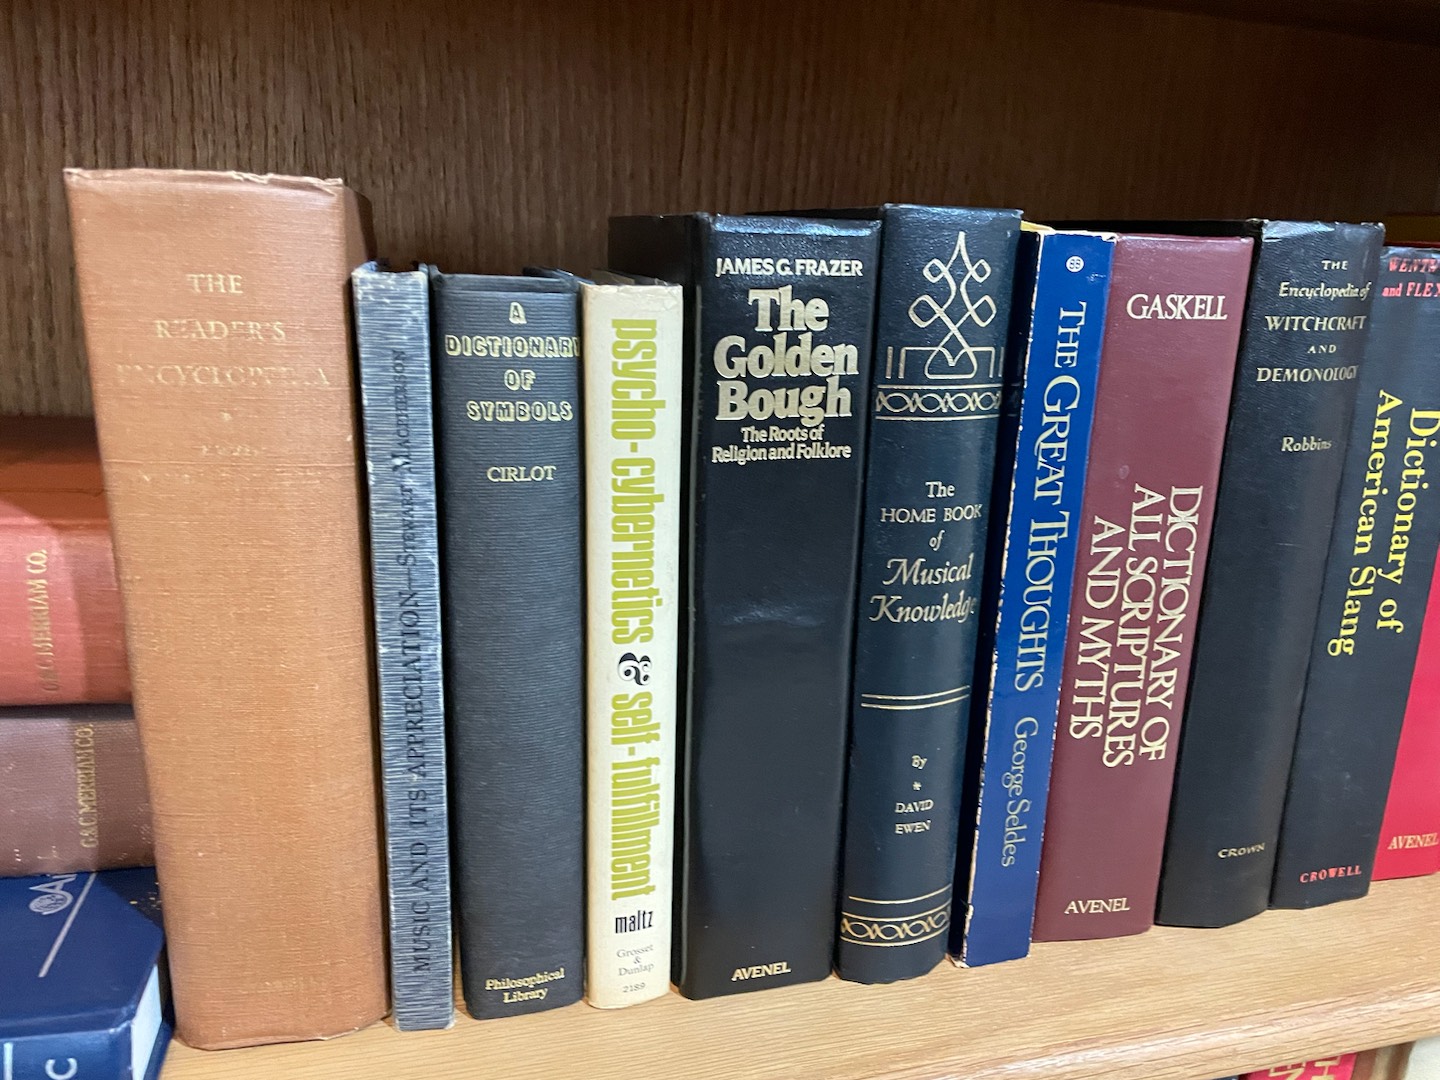 G.&C. MERRIAM CO.
G.&C. MERRIAM CO.
C
THE
READER'S
ENCYCLOPEDIA
MUSIC AND ITS APPRECIATION—STEWART MACPHERSON
A
DICTIONARY
OF
SYMBOLS
CIRLOT
Philosophical
Library
psycho-cybernetics & self-fulfillment
maltz
Grosset
&
Dunlap
2189
JAMES G. FRAZER
The
Golden
Bough
The Roots of
Religion and Folklore
AVENEL
The
HOME BOOK
of
Musical
Knowledge
By
*
DAVID
EWEN
THE GREAT THOUGHTS George Seldes
GASKELL
DICTIONARY OF
ALL SCRIPTURES
AND MYTHS
AVENEL
THE
Encyclopedia of
WITCHCRAFT
AND
DEMONOLOGY
Robbins
CROWN
WENTW
and FLEX
Dictionary of
American Slang
CROWELL
AVENEL